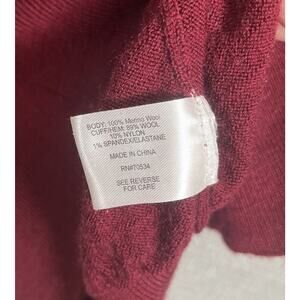 BODY: 100% Merino Wool
CUFF/HEM: 89% WOOL
10% NYLON
1% SPANDEX/ELASTANE
MADE IN CHINA
RN#70534
SEE REVERSE
FOR CARE